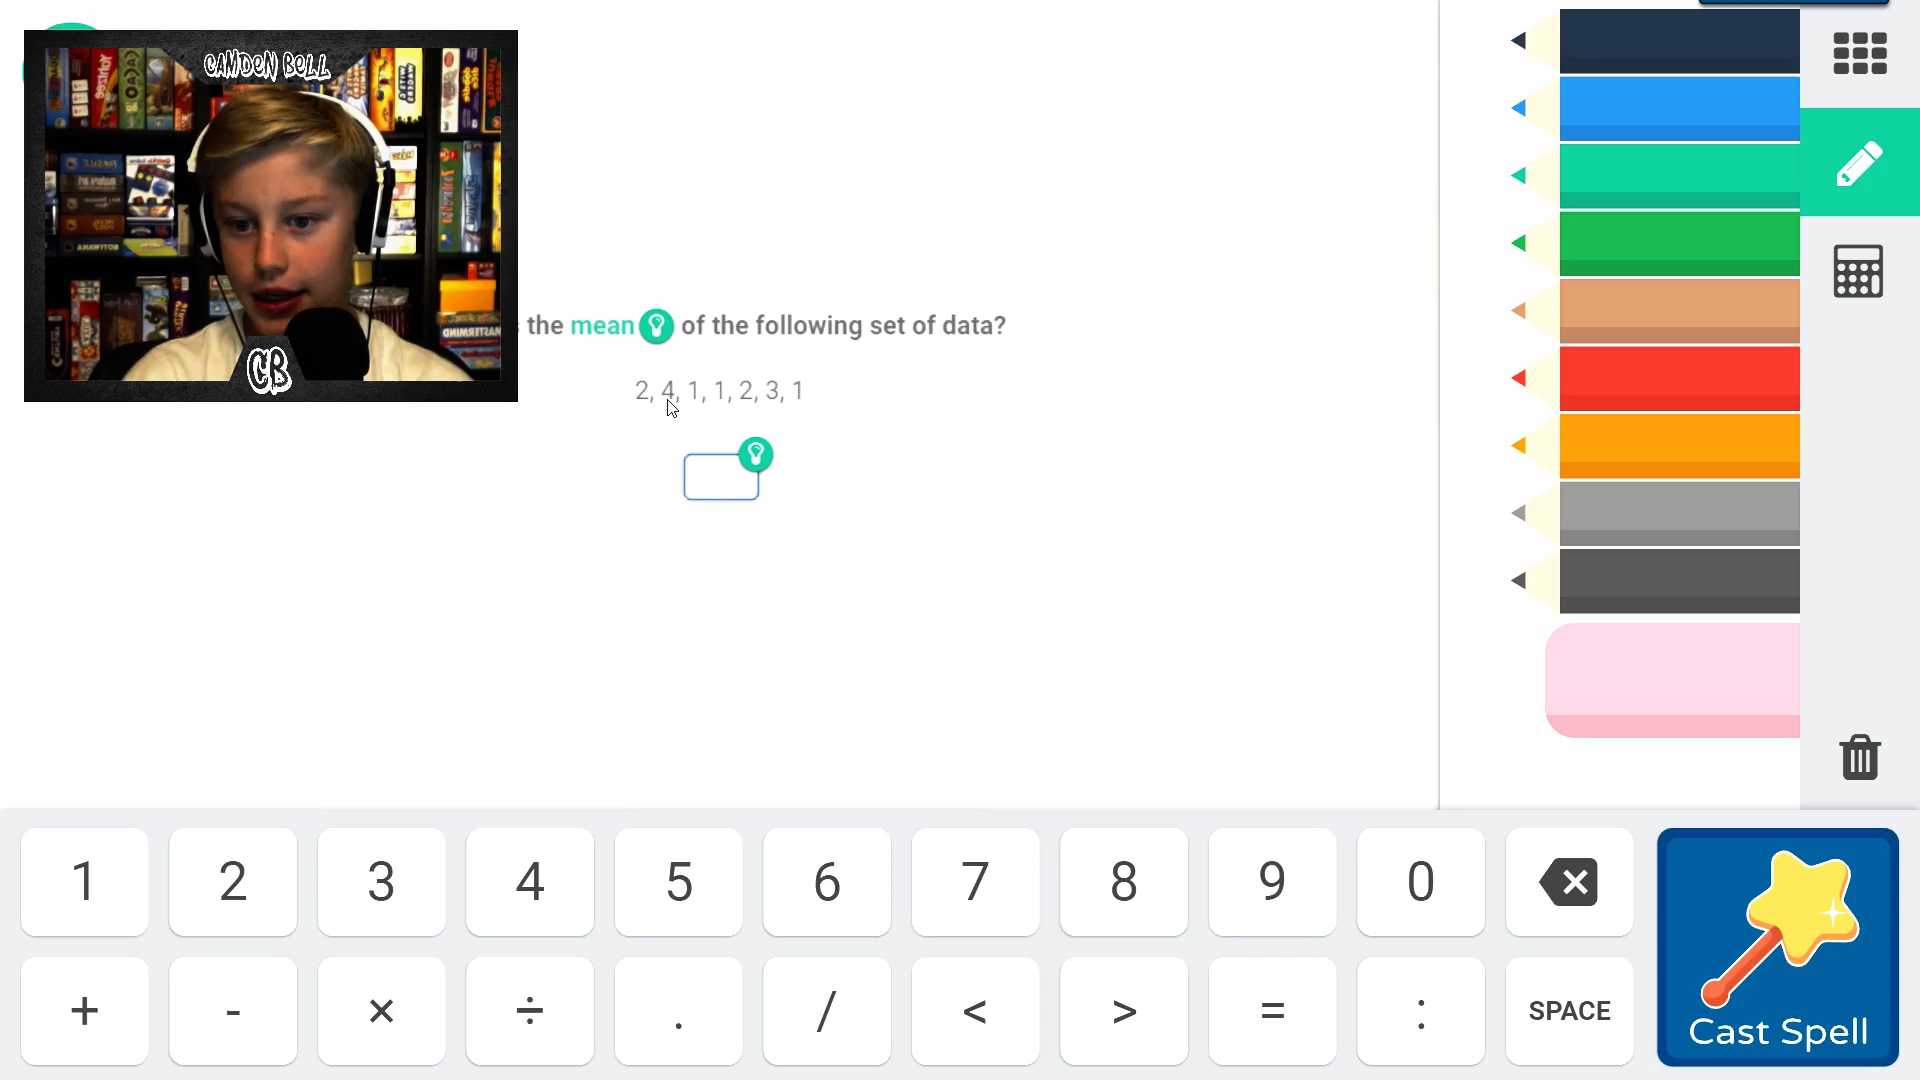 CAMDEN BELL
CB
the mean of the following set of data?
2, 4, 1, 1, 2, 3, 1
1 2 3 4 5 6 7 8 9 0
+ - × ÷ . / < > = : SPACE
Cast Spell